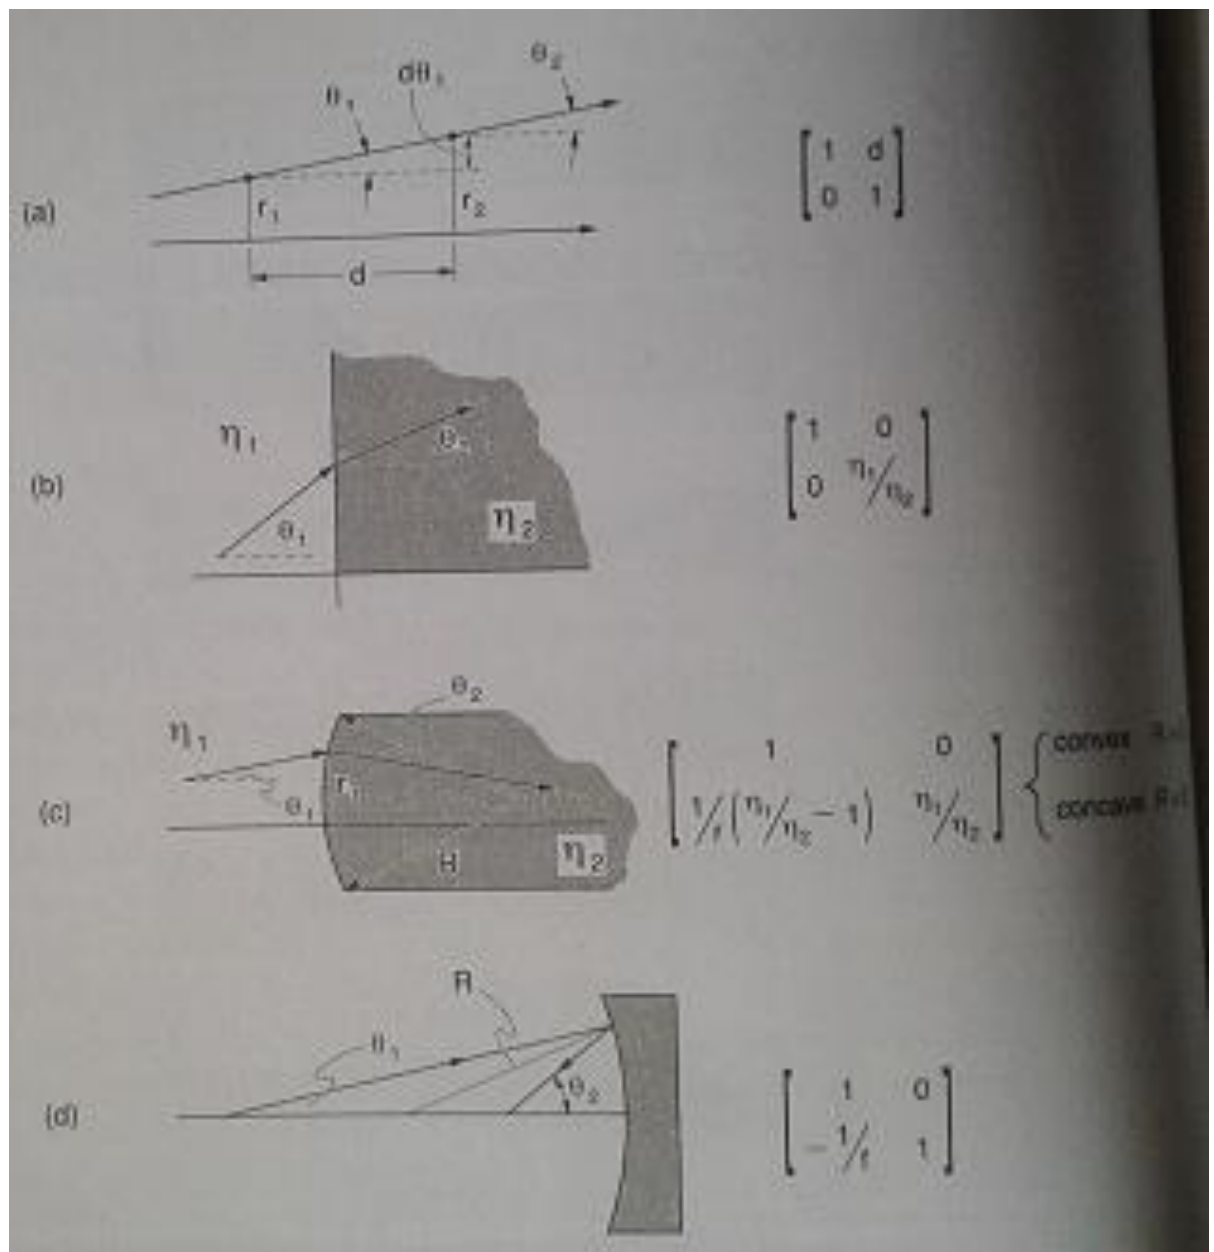 (a)
θ₁
dθ₁
θ₂
r₁
r₂
d
[ 1 d
0 1 ]
(b)
η₁
θ₁
θ₂
η₂
[ 1 0
0 η₁/η₂ ]
(c)
η₁
θ₁
θ₂
r₁
R
η₂
[ 1 0
1/f (η₁/η₂ − 1) η₁/η₂ ]
{ convex
concave
(d)
θ₁
R
θ₂
[ 1 0
− 1/f 1 ]